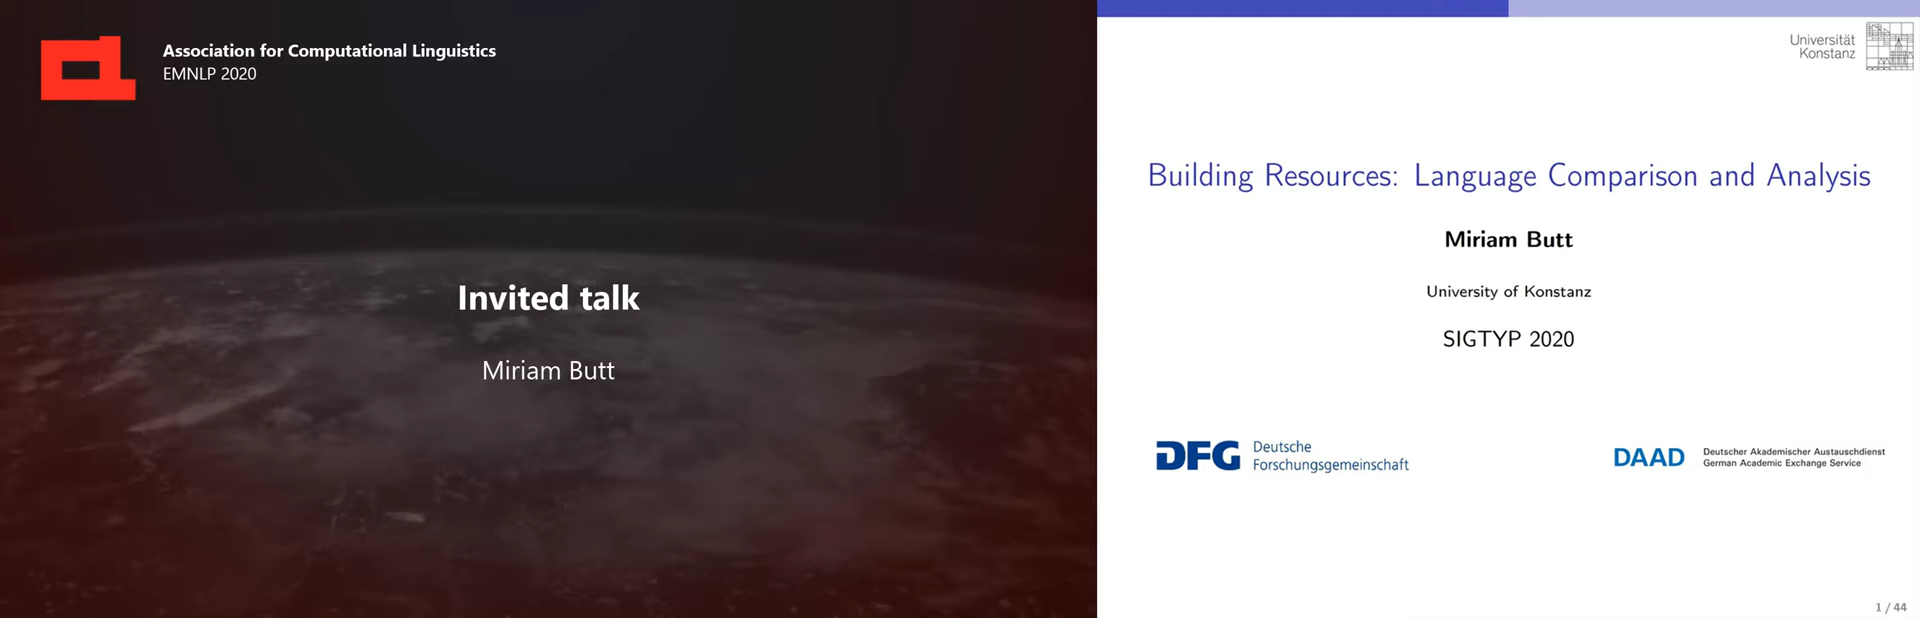 Association for Computational Linguistics
EMNLP 2020
Invited talk
Miriam Butt
Universität
Konstanz
Building Resources: Language Comparison and Analysis
Miriam Butt
University of Konstanz
SIGTYP 2020
DFG Deutsche
Forschungsgemeinschaft
DAAD Deutscher Akademischer Austauschdienst
German Academic Exchange Service
1 / 44